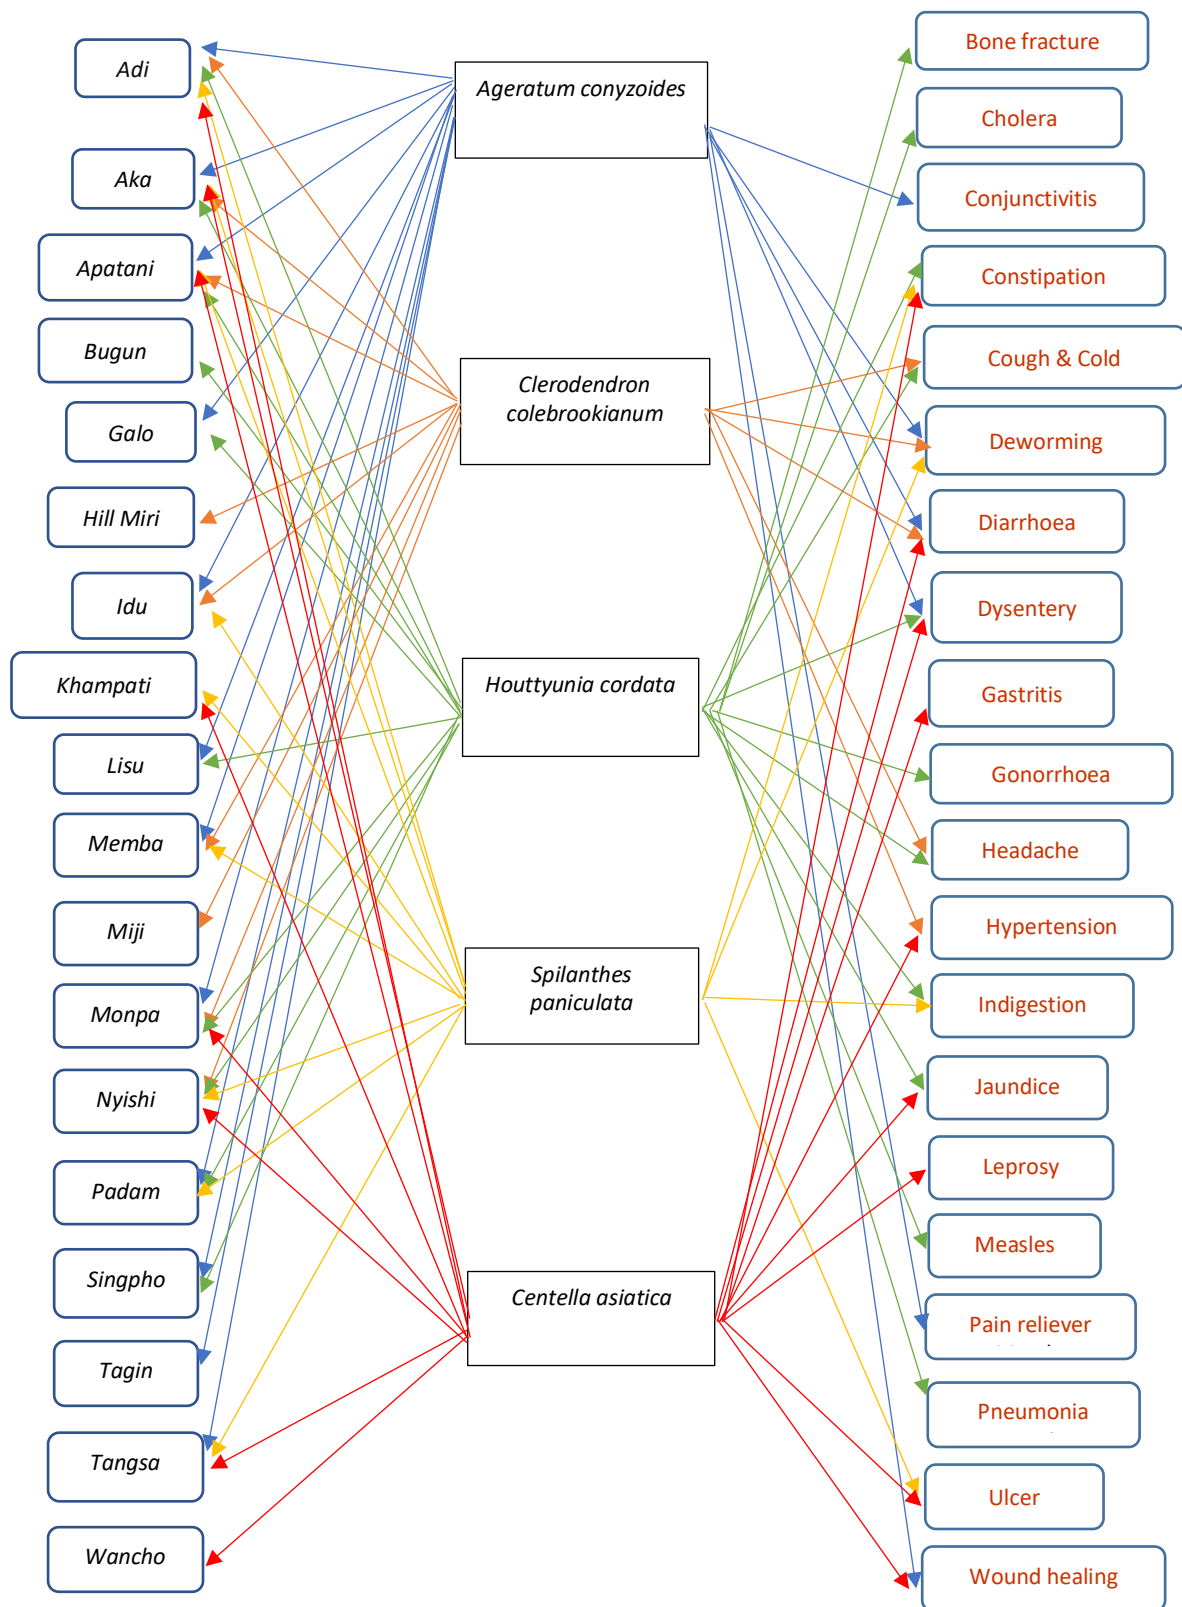 Adi
Aka
Apatani
Bugun
Galo
Hill Miri
Idu
Khampati
Lisu
Memba
Miji
Monpa
Nyishi
Padam
Singpho
Tagin
Tangsa
Wancho
Ageratum conyzoides
Clerodendron
colebrookianum
Houttyunia cordata
Spilanthes
paniculata
Centella asiatica
Bone fracture
Cholera
Conjunctivitis
Constipation
Cough & Cold
Deworming
Diarrhoea
Dysentery
Gastritis
Gonorrhoea
Headache
Hypertension
Indigestion
Jaundice
Leprosy
Measles
Pain reliever
Pneumonia
Ulcer
Wound healing